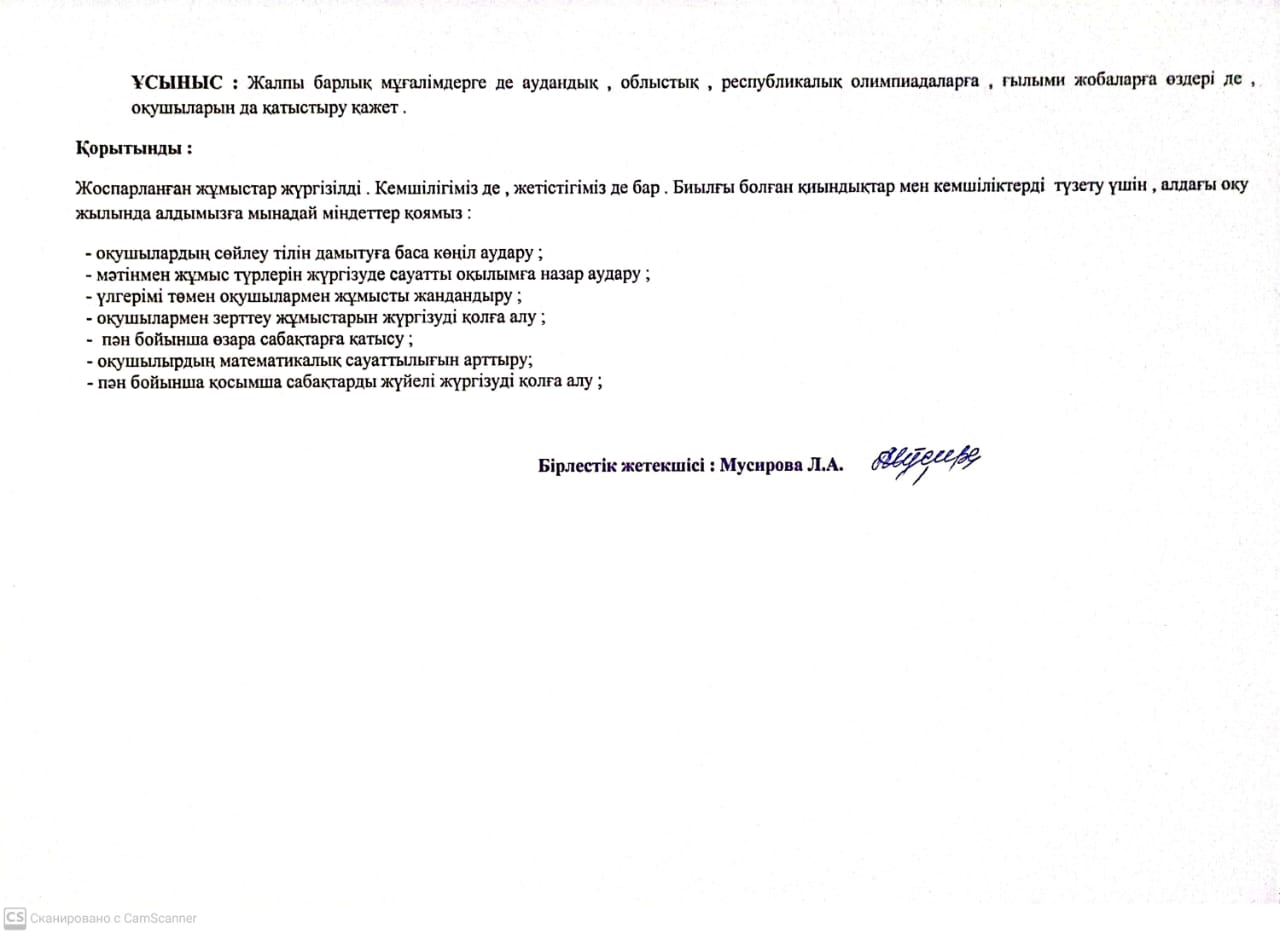 ҰСЫНЫС : Жалпы барлық мұғалімдерге де аудандық , облыстық , республикалық олимпиадаларға , ғылыми жобаларға өздері де ,
оқушыларын да қатыстыру қажет .
Қорытынды :
Жоспарланған жұмыстар жүргізілді . Кемшілігіміз де , жетістігіміз де бар . Биылғы болған қиындықтар мен кемшіліктерді түзету үшін , алдағы оқу
жылында алдымызға мынадай міндеттер қоямыз :
- оқушылардың сөйлеу тілін дамытуға баса көңіл аудару ;
- мәтінмен жұмыс түрлерін жүргізуде сауатты оқылымға назар аудару ;
- үлгерімі төмен оқушылармен жұмысты жандандыру ;
- оқушылармен зерттеу жұмыстарын жүргізуді қолға алу ;
- пән бойынша өзара сабақтарға қатысу ;
- оқушылырдың математикалық сауаттылығын арттыру;
- пән бойынша қосымша сабақтарды жүйелі жүргізуді қолға алу ;
Бірлестік жетекшісі : Мусирова Л.А.
CS Сканировано с CamScanner